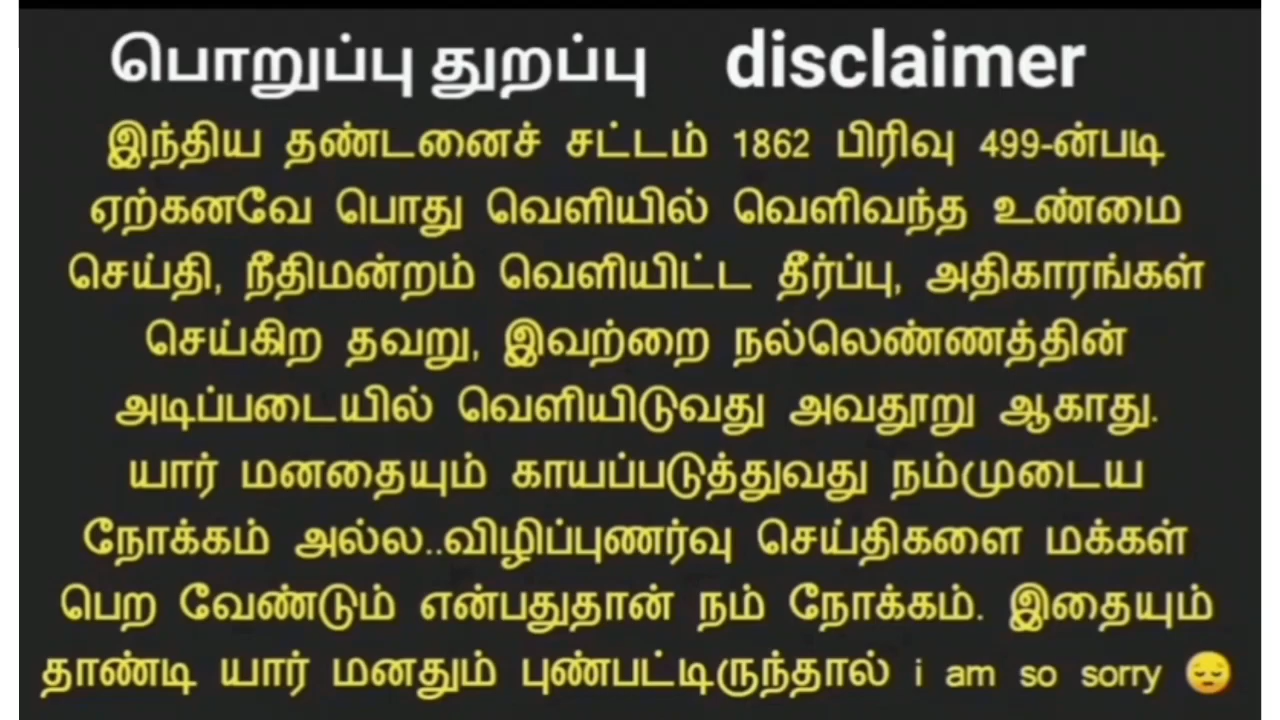 பொறுப்பு துறப்பு disclaimer
இந்திய தண்டனைச் சட்டம் 1862 பிரிவு 499-ன்படி
ஏற்கனவே பொது வெளியில் வெளிவந்த உண்மை
செய்தி, நீதிமன்றம் வெளியிட்ட தீர்ப்பு, அதிகாரங்கள்
செய்கிற தவறு, இவற்றை நல்லெண்ணத்தின்
அடிப்படையில் வெளியிடுவது அவதூறு ஆகாது.
யார் மனதையும் காயப்படுத்துவது நம்முடைய
நோக்கம் அல்ல..விழிப்புணர்வு செய்திகளை மக்கள்
பெற வேண்டும் என்பதுதான் நம் நோக்கம். இதையும்
தாண்டி யார் மனதும் புண்பட்டிருந்தால் i am so sorry 😔